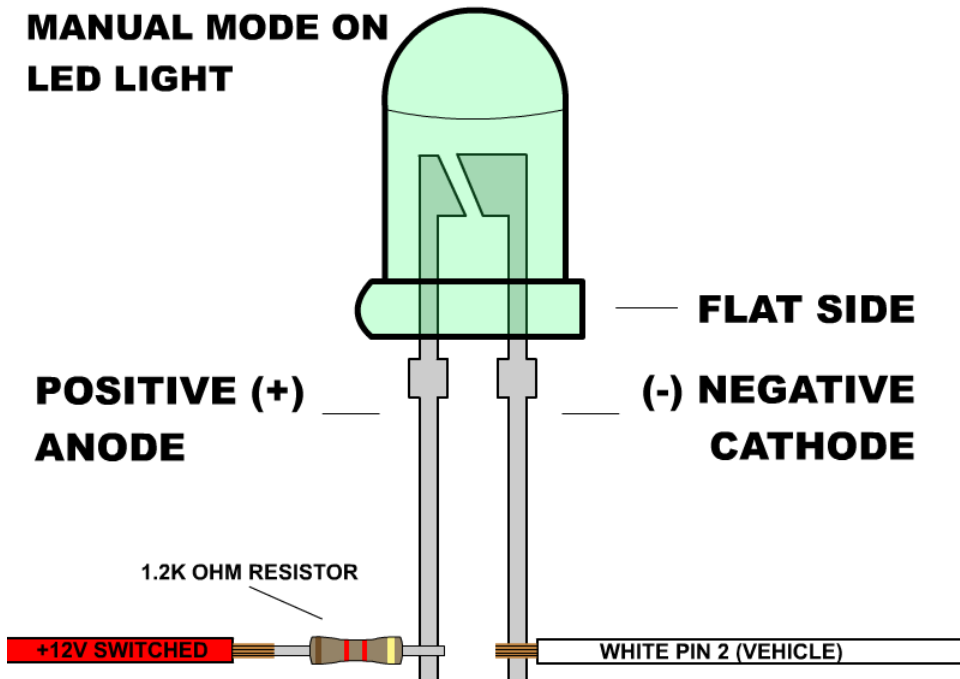 MANUAL MODE ON
LED LIGHT
FLAT SIDE
POSITIVE (+)
ANODE
(-) NEGATIVE
CATHODE
1.2K OHM RESISTOR
+12V SWITCHED
WHITE PIN 2 (VEHICLE)